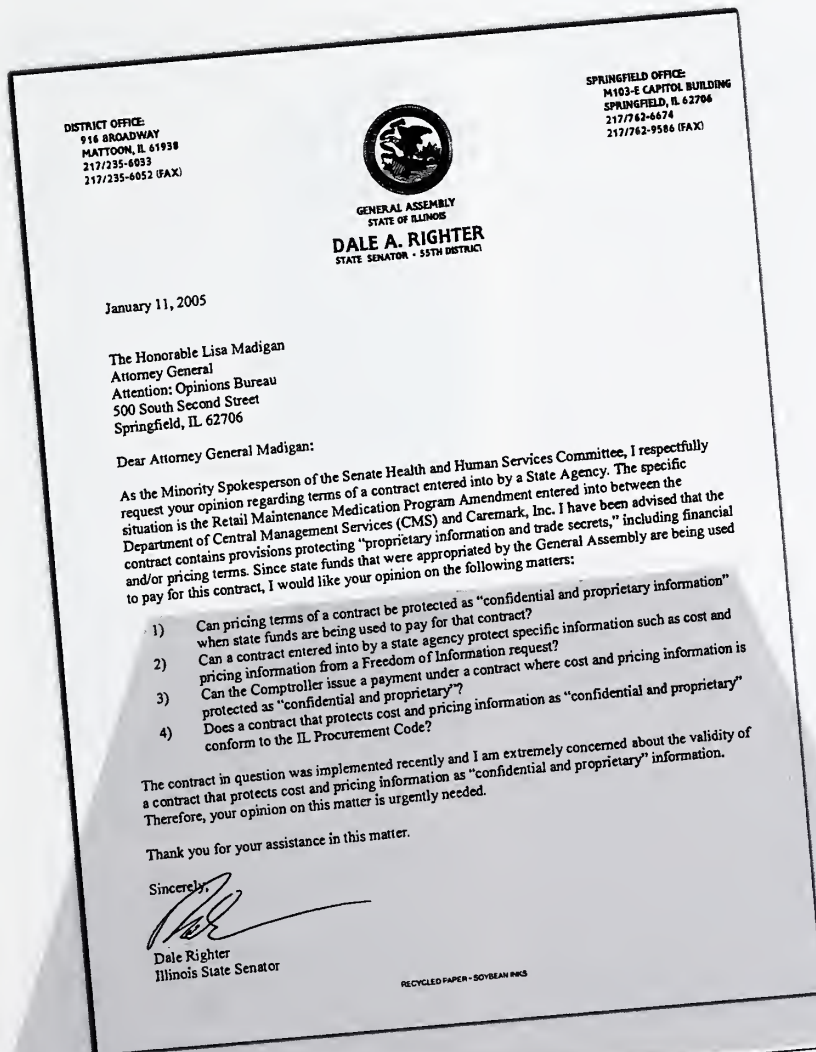 DISTRICT OFFICE:
916 BROADWAY
MATTOON, IL 61938
217/235-6033
217/235-6052 (FAX)
SPRINGFIELD OFFICE:
M103-E CAPITOL BUILDING
SPRINGFIELD, IL 62706
217/762-6674
217/762-9586 (FAX)
GENERAL ASSEMBLY
STATE OF ILLINOIS
DALE A. RIGHTER
STATE SENATOR - 55TH DISTRICT
January 11, 2005
The Honorable Lisa Madigan
Attorney General
Attention: Opinions Bureau
500 South Second Street
Springfield, IL 62706
Dear Attorney General Madigan:
As the Minority Spokesperson of the Senate Health and Human Services Committee, I respectfully
request your opinion regarding terms of a contract entered into by a State Agency. The specific
situation is the Retail Maintenance Medication Program Amendment entered into between the
Department of Central Management Services (CMS) and Caremark, Inc. I have been advised that the
contract contains provisions protecting "proprietary information and trade secrets," including financial
and/or pricing terms. Since state funds that were appropriated by the General Assembly are being used
to pay for this contract, I would like your opinion on the following matters:
1) Can pricing terms of a contract be protected as "confidential and proprietary information"
when state funds are being used to pay for that contract?
2) Can a contract entered into by a state agency protect specific information such as cost and
pricing information from a Freedom of Information request?
3) Can the Comptroller issue a payment under a contract where cost and pricing information is
protected as "confidential and proprietary"?
4) Does a contract that protects cost and pricing information as "confidential and proprietary"
conform to the IL Procurement Code?
The contract in question was implemented recently and I am extremely concerned about the validity of
a contract that protects cost and pricing information as "confidential and proprietary" information.
Therefore, your opinion on this matter is urgently needed.
Thank you for your assistance in this matter.
Sincerely,
Dale Righter
Illinois State Senator
RECYCLED PAPER - SOYBEAN INKS